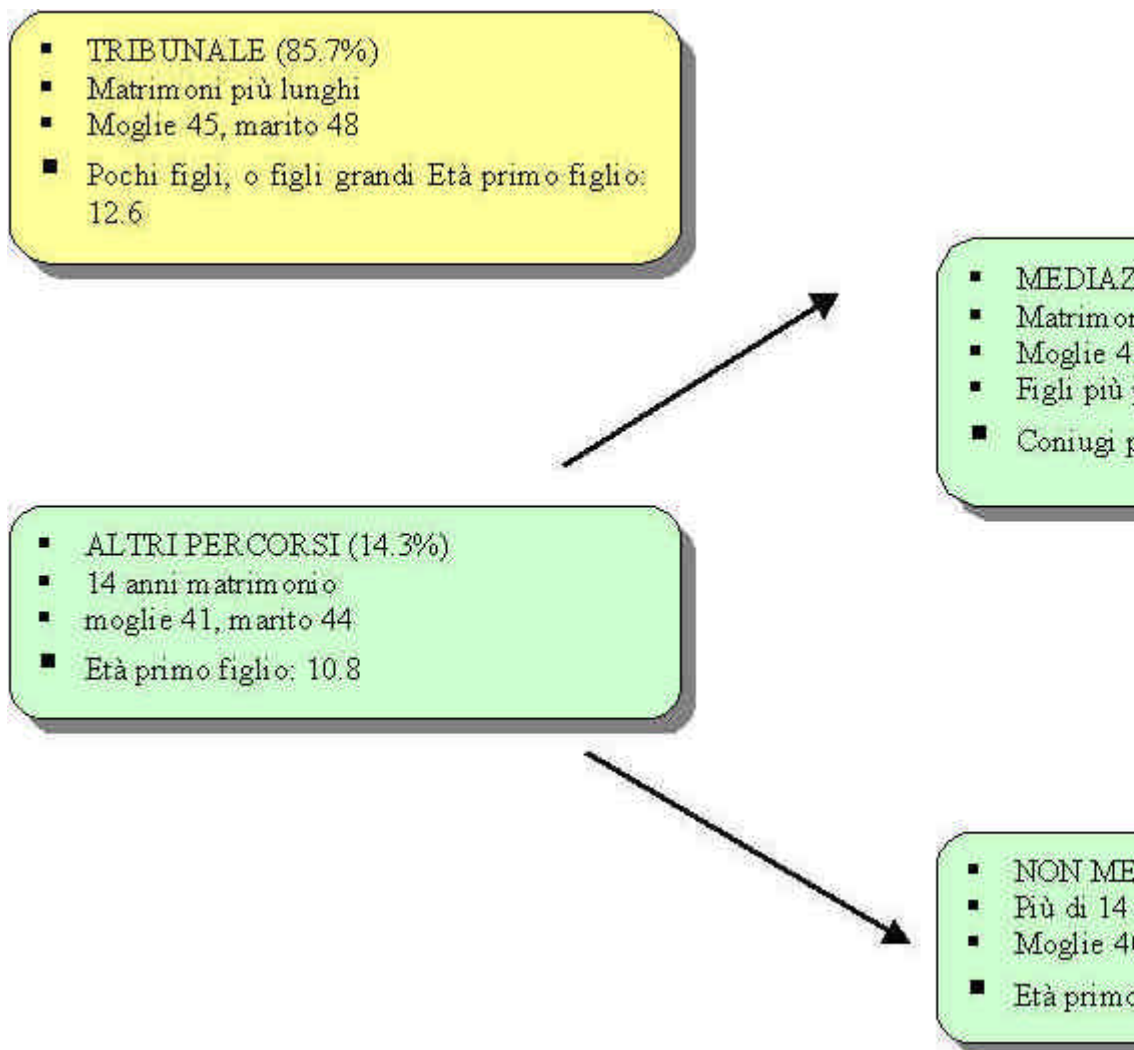 TRIBUNALE (85.7%)
Matrimoni più lunghi
Moglie 45, marito 48
Pochi figli, o figli grandi Età primo figlio:
12.6
MEDIAZ
Matrimon
Moglie 4
Figli più
Coniugi p
ALTRI PERCORSI (14.3%)
14 anni matrimonio
moglie 41, marito 44
Età primo figlio: 10.8
NON ME
Più di 14
Moglie 40
Età primo